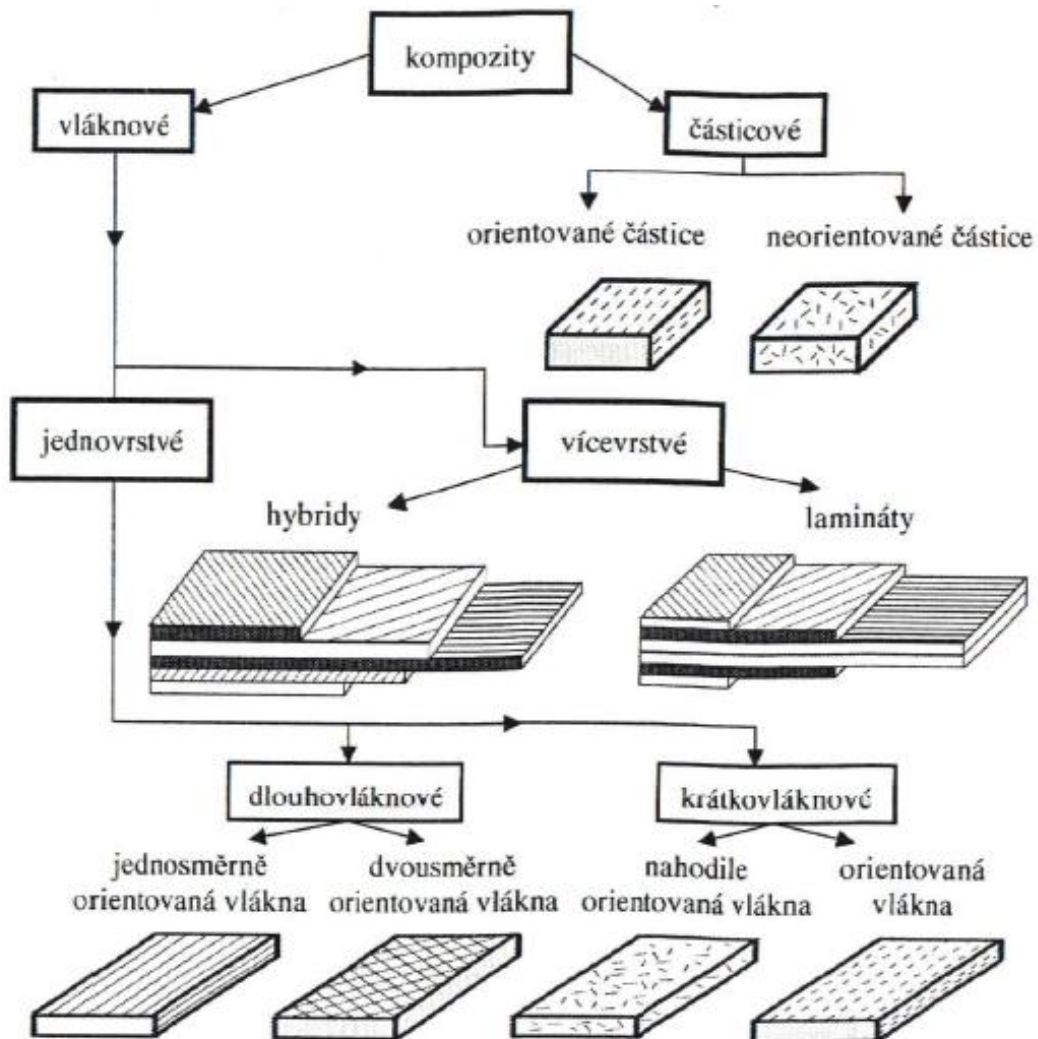 kompozity
vláknové
částicové
orientované částice
neorientované částice
jednovrstvé
vícevrstvé
hybridy
lamináty
dlouhovláknové
krátkovláknové
jednosměrně
orientovaná vlákna
dvousměrně
orientovaná vlákna
nahodile
orientovaná vlákna
orientovaná
vlákna